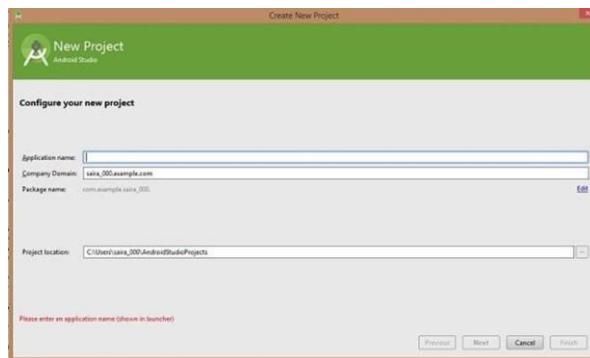 Create New Project
New Project
Android Studio
Configure your new project
Application name:
Company Domain: saira_000.example.com
Package name: com.example.saira_000. Edit
Project location: C:\Users\saira_000\AndroidStudioProjects ...
Please enter an application name (shown in launcher)
Previous Next Cancel Finish